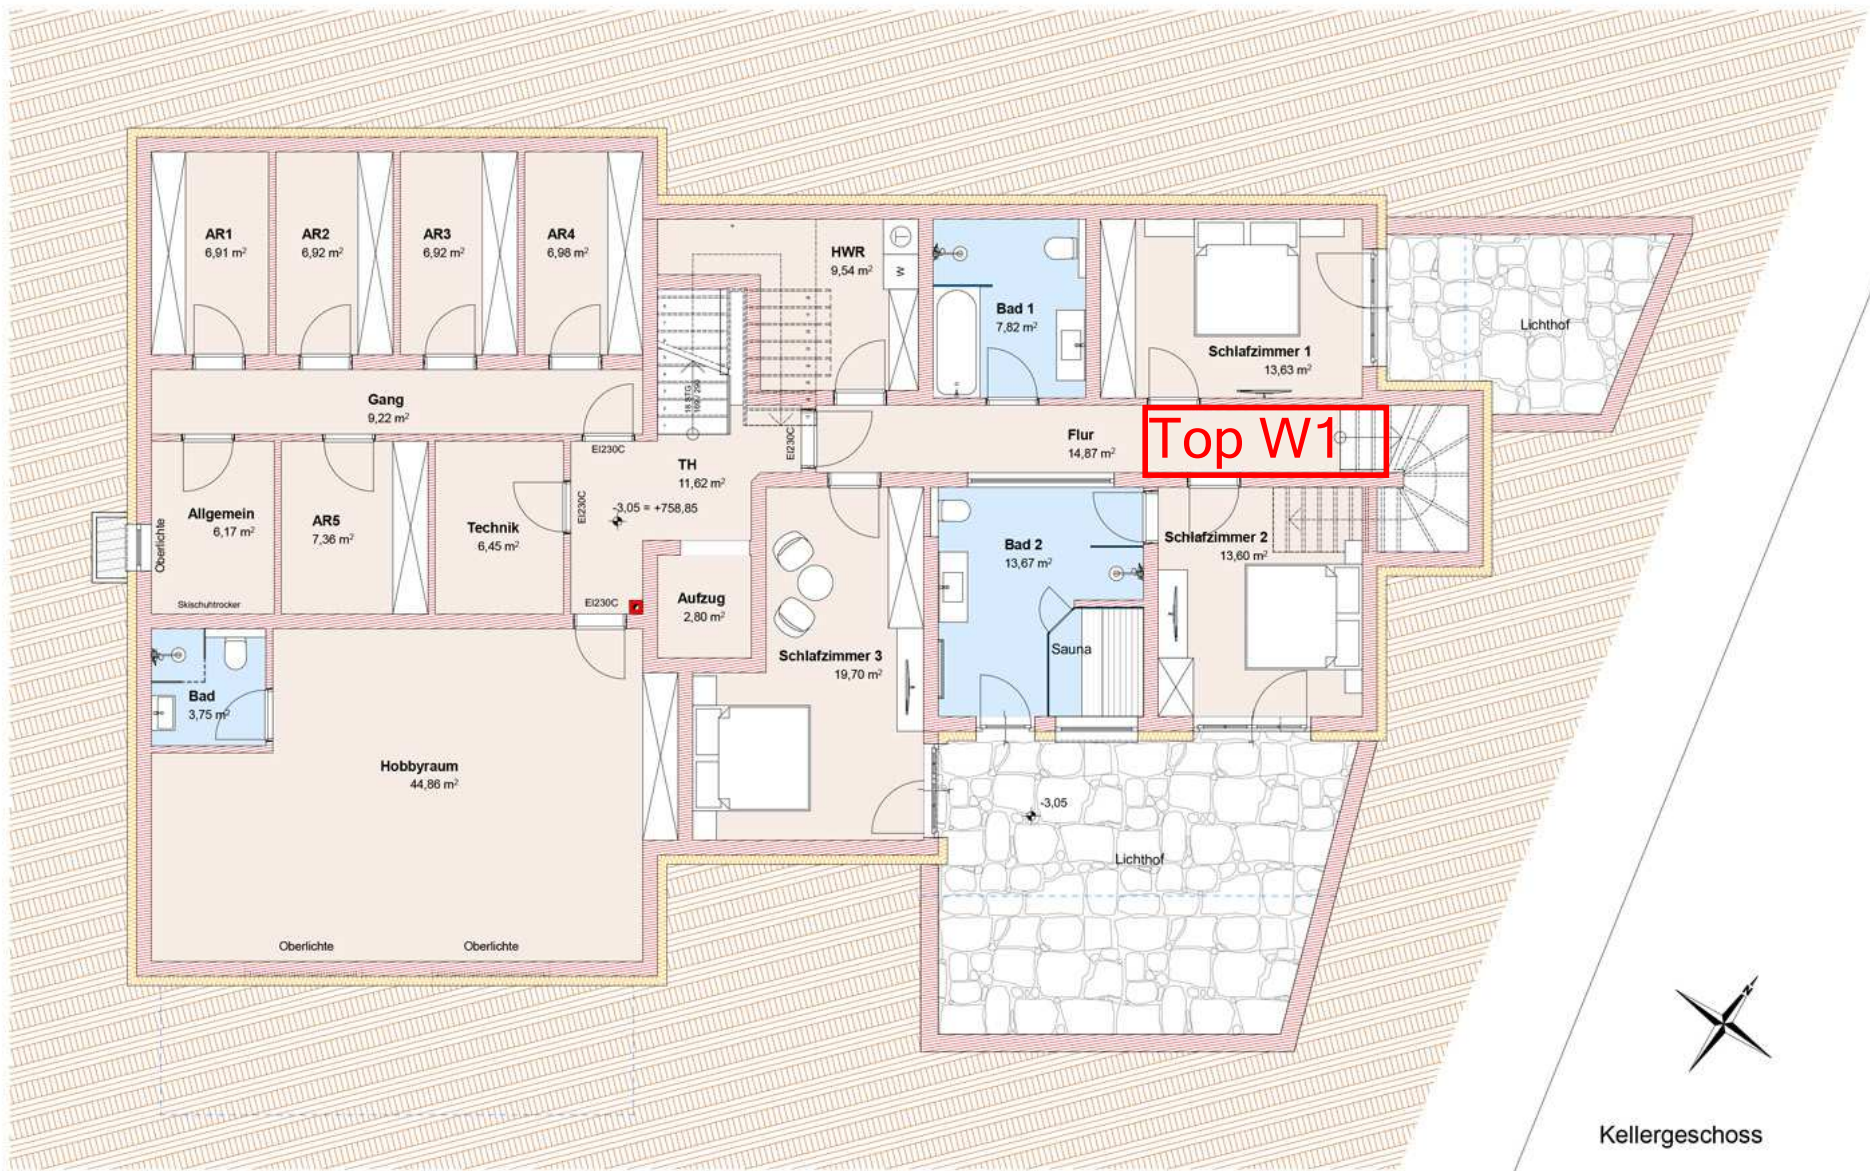 AR1
6,91 m²
AR2
6,92 m²
AR3
6,92 m²
AR4
6,98 m²
HWR
9,54 m²
T
W
Bad 1
7,82 m²
Schlafzimmer 1
13,63 m²
Lichthof
Gang
9,22 m²
18 STG
EI230C
TH
11,62 m²
EI230C
Flur
14,87 m²
Top W1
-3,05 = +758,85
EI230C
Oberlichte
Allgemein
6,17 m²
AR5
7,36 m²
Technik
6,45 m²
Skischuhtrocker
EI230C
Aufzug
2,80 m²
Bad 2
13,67 m²
Schlafzimmer 2
13,60 m²
Sauna
Schlafzimmer 3
19,70 m²
Bad
3,75 m²
Hobbyraum
44,86 m²
-3,05
Lichthof
Oberlichte
Oberlichte
N
Kellergeschoss